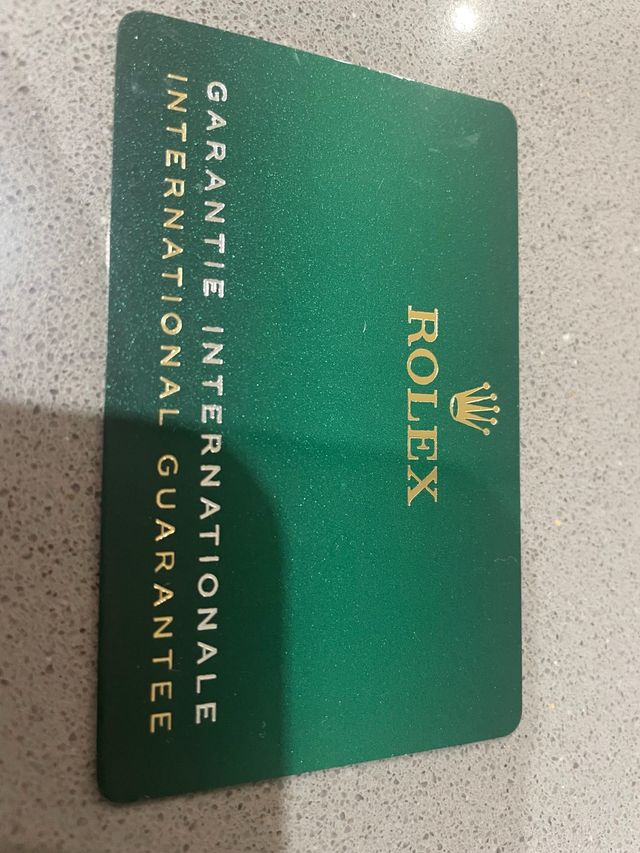 ROLEX
GARANTIE INTERNATIONALE
INTERNATIONAL GUARANTEE